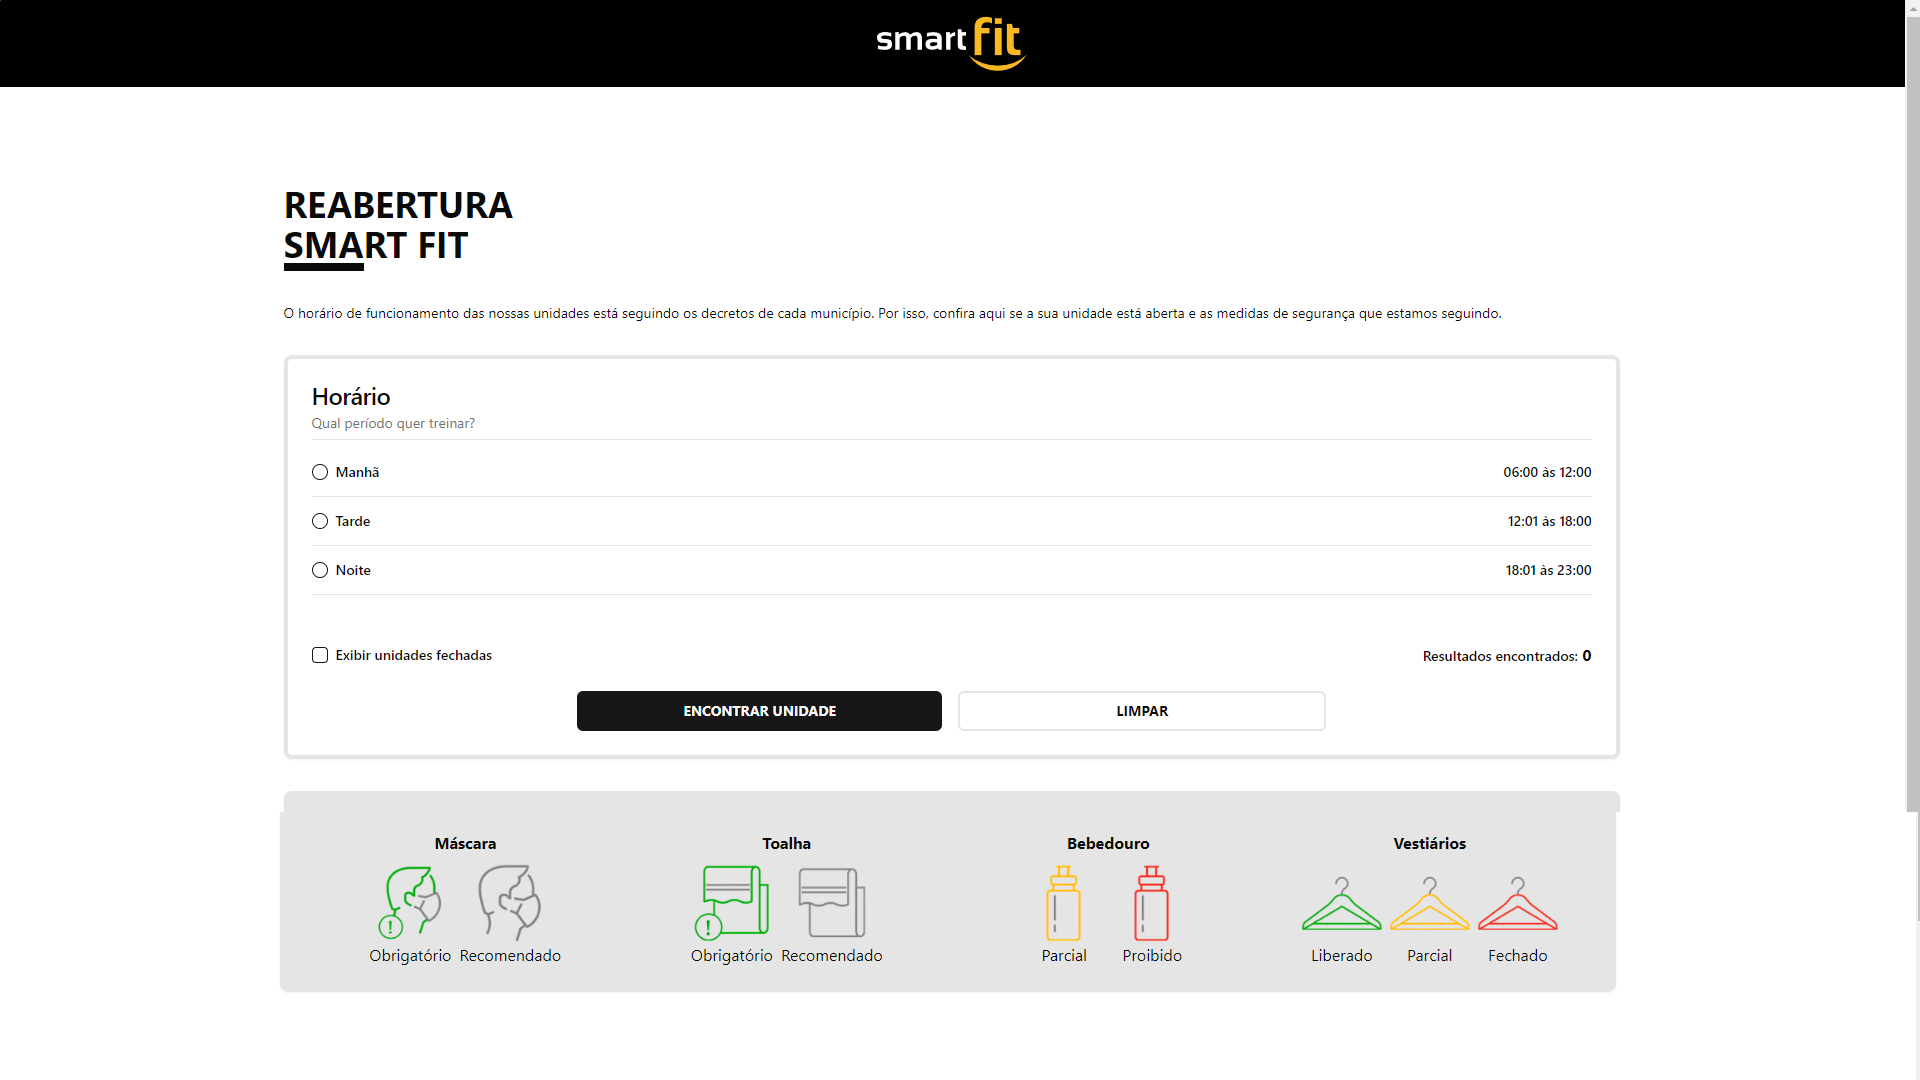 smart fit
REABERTURA
SMART FIT
O horário de funcionamento das nossas unidades está seguindo os decretos de cada município. Por isso, confira aqui se a sua unidade está aberta e as medidas de segurança que estamos seguindo.
Horário
Qual período quer treinar?
Manhã 06:00 às 12:00
Tarde 12:01 às 18:00
Noite 18:01 às 23:00
Exibir unidades fechadas Resultados encontrados: 0
ENCONTRAR UNIDADE LIMPAR
Máscara Toalha Bebedouro Vestiários
! !
Obrigatório Recomendado Obrigatório Recomendado Parcial Proibido Liberado Parcial Fechado